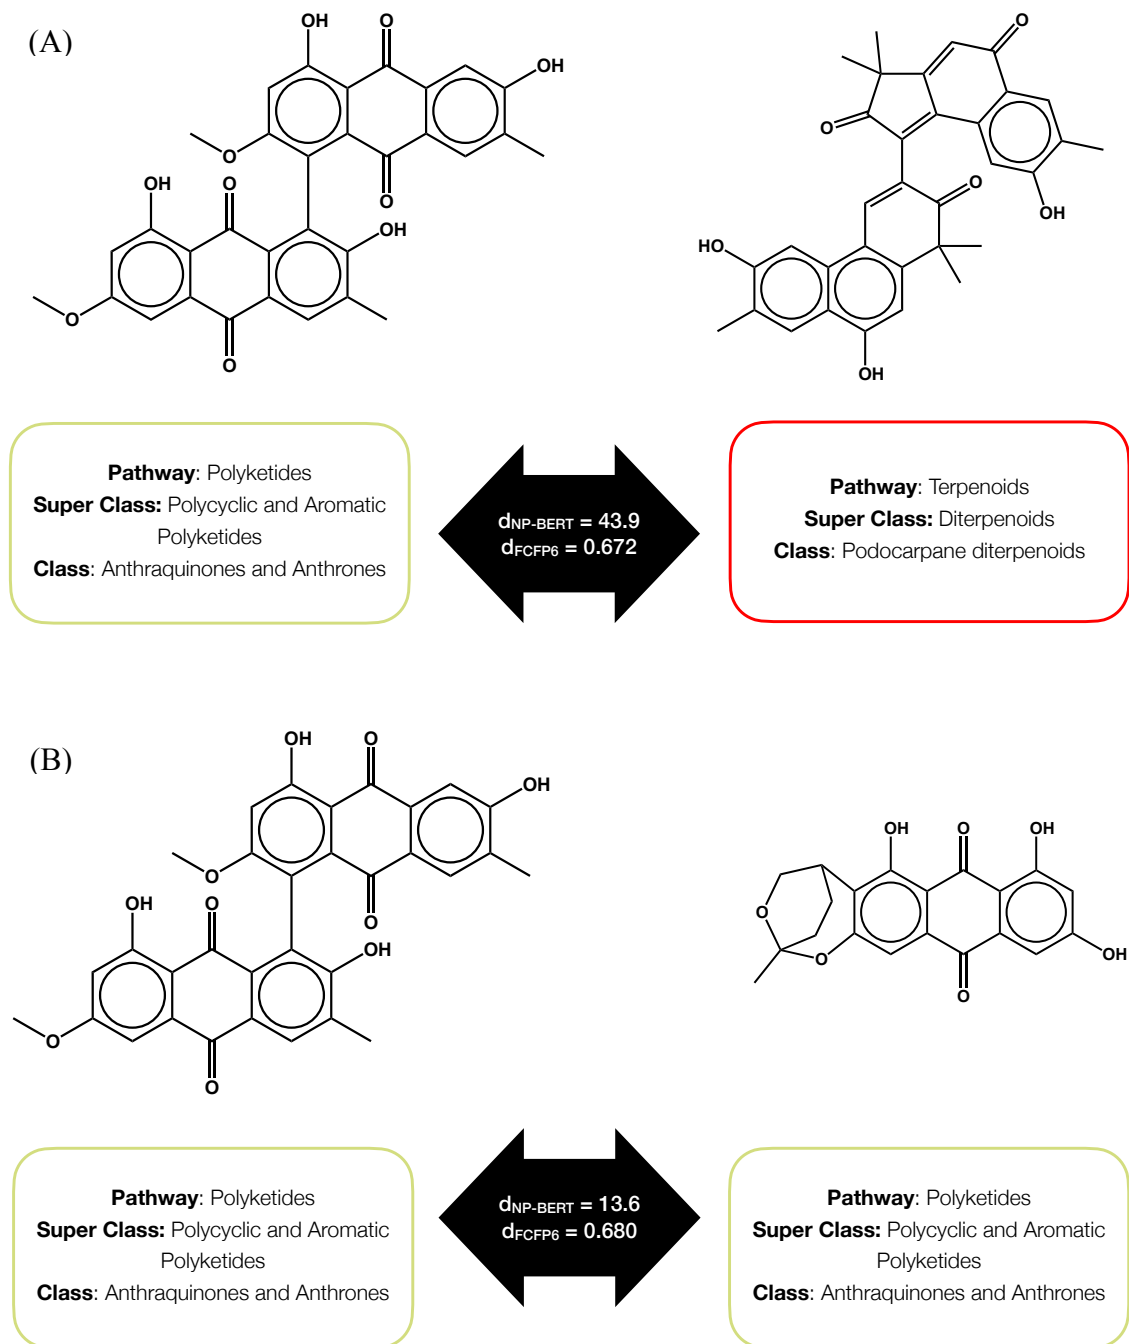 (A)
OH
O
O
OH
O
O
OH
O
O
OH
O
O
O
O
O
OH
HO
OH
Pathway: Polyketides
Super Class: Polycyclic and Aromatic
Polyketides
Class: Anthraquinones and Anthrones
dNP-BERT = 43.9
dFCFP6 = 0.672
Pathway: Terpenoids
Super Class: Diterpenoids
Class: Podocarpane diterpenoids
(B)
OH
O
OH
O
O
OH
O
OH
O
O
OH
O
OH
O
O
OH
O
Pathway: Polyketides
Super Class: Polycyclic and Aromatic
Polyketides
Class: Anthraquinones and Anthrones
dNP-BERT = 13.6
dFCFP6 = 0.680
Pathway: Polyketides
Super Class: Polycyclic and Aromatic
Polyketides
Class: Anthraquinones and Anthrones